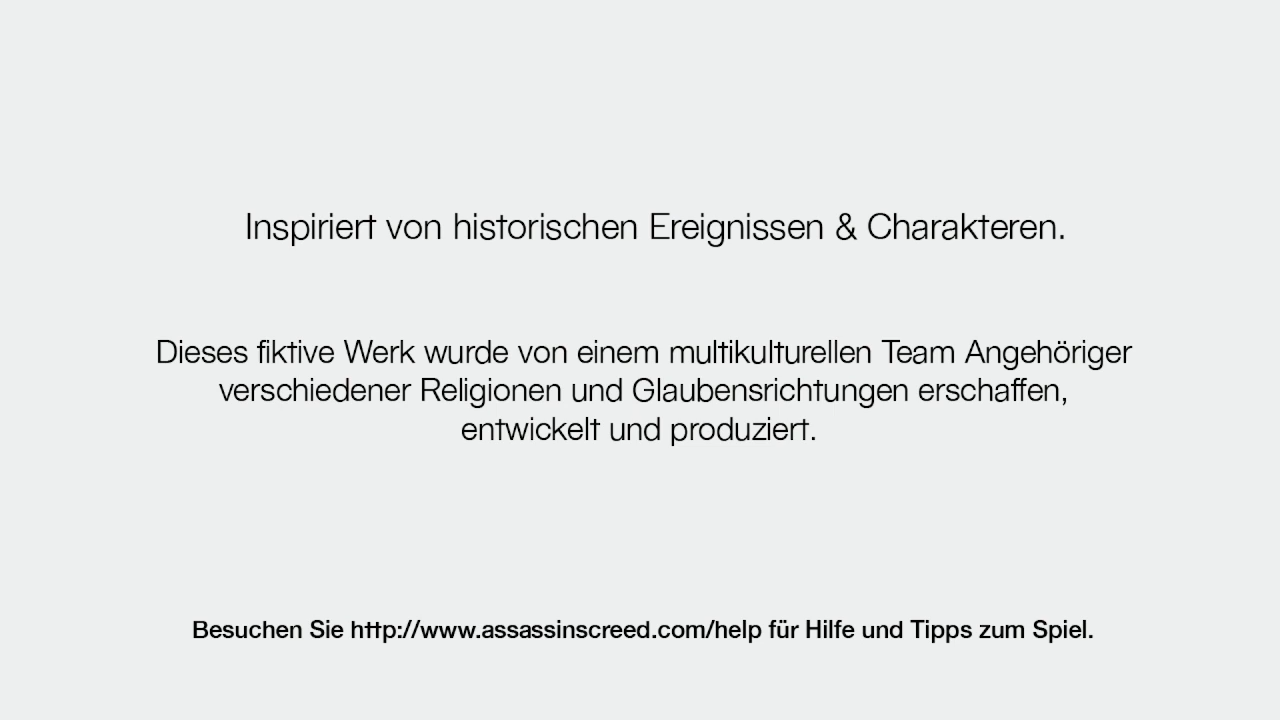 Inspiriert von historischen Ereignissen & Charakteren.
Dieses fiktive Werk wurde von einem multikulturellen Team Angehöriger
verschiedener Religionen und Glaubensrichtungen erschaffen,
entwickelt und produziert.
Besuchen Sie http://www.assassinscreed.com/help für Hilfe und Tipps zum Spiel.